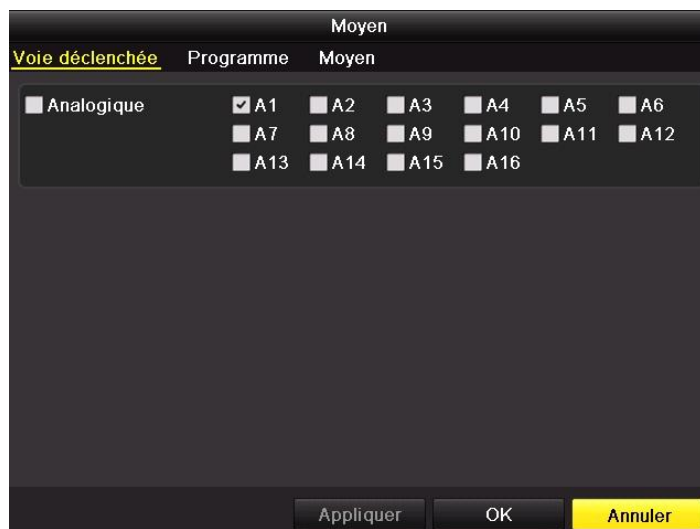 Moyen
Voie déclenchée Programme Moyen
Analogique A1 A2 A3 A4 A5 A6
A7 A8 A9 A10 A11 A12
A13 A14 A15 A16
Appliquer OK Annuler